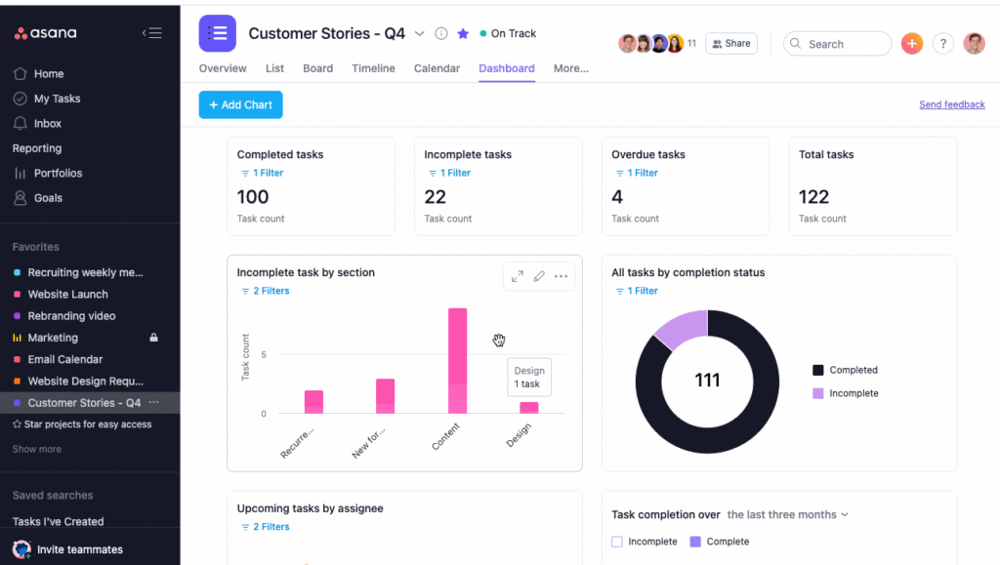 asana
Home
My Tasks
Inbox
Reporting
Portfolios
Goals
Favorites
Recruiting weekly me...
Website Launch
Rebranding video
Marketing
Email Calendar
Website Design Requ...
Customer Stories - Q4 ...
Star projects for easy access
Show more
Saved searches
Tasks I've Created
Invite teammates
Customer Stories - Q4
On Track
11
Share
Search
?
Overview List Board Timeline Calendar Dashboard More...
+ Add Chart
Send feedback
Completed tasks
1 Filter
100
Task count
Incomplete tasks
1 Filter
22
Task count
Overdue tasks
1 Filter
4
Task count
Total tasks
122
Task count
Incomplete task by section
2 Filters
Task count
5
0
Design
1 task
Recurre...
New for...
Content
Design
All tasks by completion status
1 Filter
111
Completed
Incomplete
Upcoming tasks by assignee
2 Filters
Task completion over the last three months
Incomplete Complete